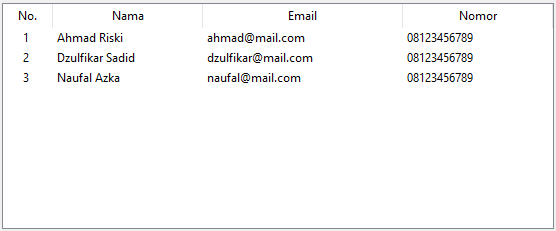 No. Nama Email Nomor
1 Ahmad Riski ahmad@mail.com 08123456789
2 Dzulfikar Sadid dzulfikar@mail.com 08123456789
3 Naufal Azka naufal@mail.com 08123456789